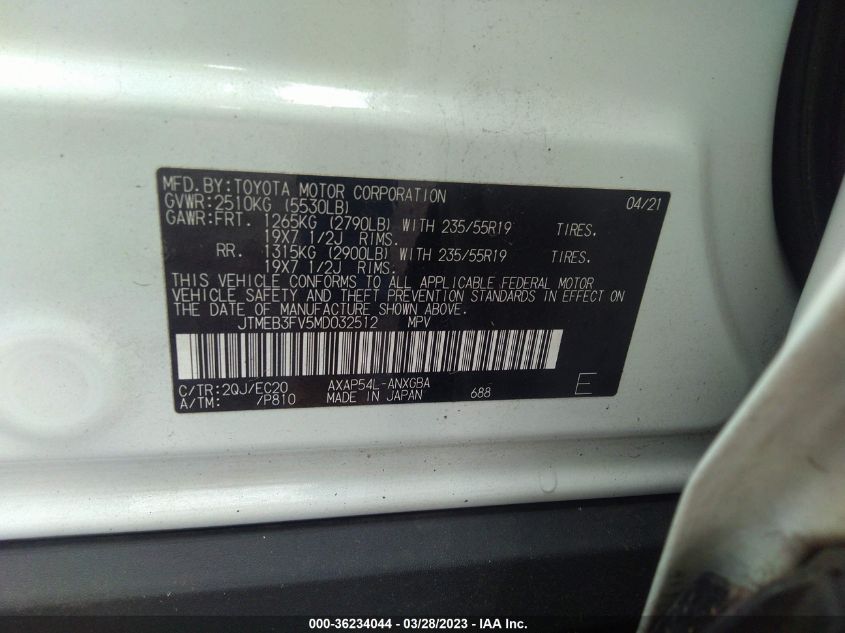 MFD.BY:TOYOTA MOTOR CORPORATION 04/21
GVWR:2510KG (5530LB)
GAWR:FRT. 1265KG (2790LB) WITH 235/55R19 TIRES.
19X7 1/2J RIMS.
RR. 1315KG (2900LB) WITH 235/55R19 TIRES.
19X7 1/2J RIMS.
THIS VEHICLE CONFORMS TO ALL APPLICABLE FEDERAL MOTOR
VEHICLE SAFETY AND THEFT PREVENTION STANDARDS IN EFFECT ON
THE DATE OF MANUFACTURE SHOWN ABOVE.
JTMEB3FV5MD032512 MPV
C/TR:2QJ/EC20 AXAP54L-ANXGBA
A/TM: /P810 MADE IN JAPAN 688 E
000-36234044 / 03/28/2023 - IAA Inc.